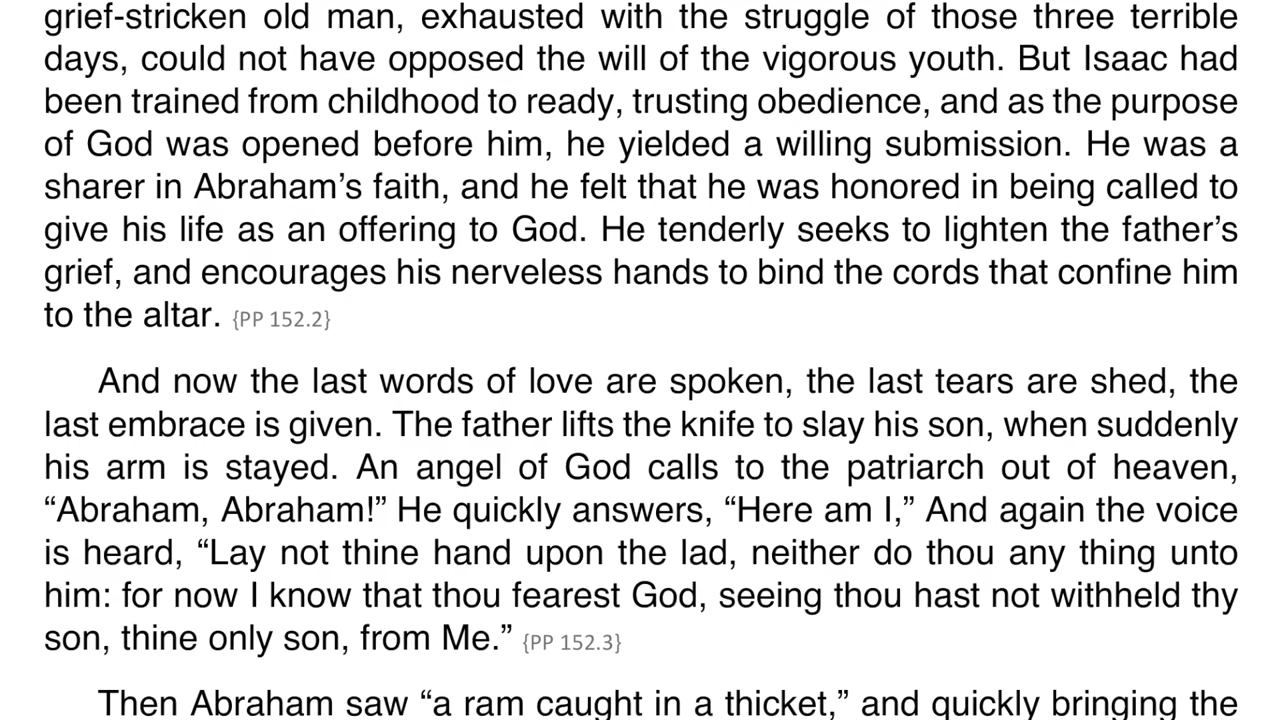 grief-stricken old man, exhausted with the struggle of those three terrible
days, could not have opposed the will of the vigorous youth. But Isaac had
been trained from childhood to ready, trusting obedience, and as the purpose
of God was opened before him, he yielded a willing submission. He was a
sharer in Abraham’s faith, and he felt that he was honored in being called to
give his life as an offering to God. He tenderly seeks to lighten the father’s
grief, and encourages his nerveless hands to bind the cords that confine him
to the altar. {PP 152.2}
And now the last words of love are spoken, the last tears are shed, the
last embrace is given. The father lifts the knife to slay his son, when suddenly
his arm is stayed. An angel of God calls to the patriarch out of heaven,
“Abraham, Abraham!” He quickly answers, “Here am I,” And again the voice
is heard, “Lay not thine hand upon the lad, neither do thou any thing unto
him: for now I know that thou fearest God, seeing thou hast not withheld thy
son, thine only son, from Me.” {PP 152.3}
Then Abraham saw “a ram caught in a thicket,” and quickly bringing the